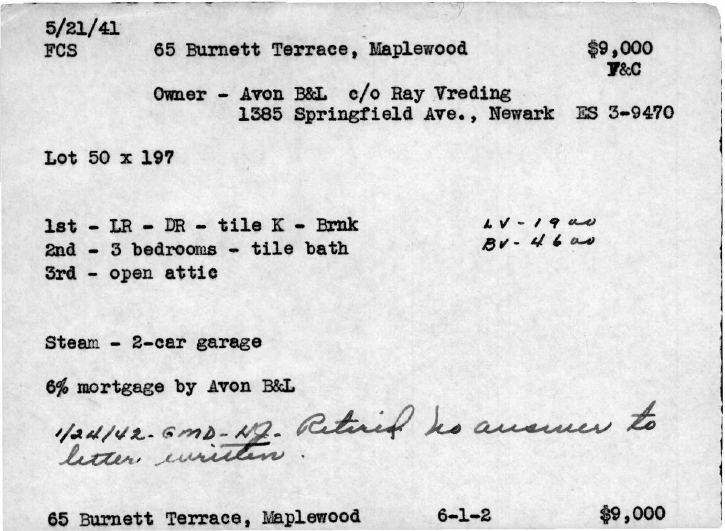 5/21/41
FCS 65 Burnett Terrace, Maplewood $9,000
F&C
Owner - Avon B&L c/o Ray Vreding
1385 Springfield Ave., Newark ES 3-9470
Lot 50 x 197
1st - LR - DR - tile K - Brnk LV - 1900
2nd - 3 bedrooms - tile bath BV - 4600
3rd - open attic
Steam - 2-car garage
6% mortgage by Avon B&L
1/24/42 - GMD - - Retired no answer to
letter written.
65 Burnett Terrace, Maplewood 6-1-2 $9,000